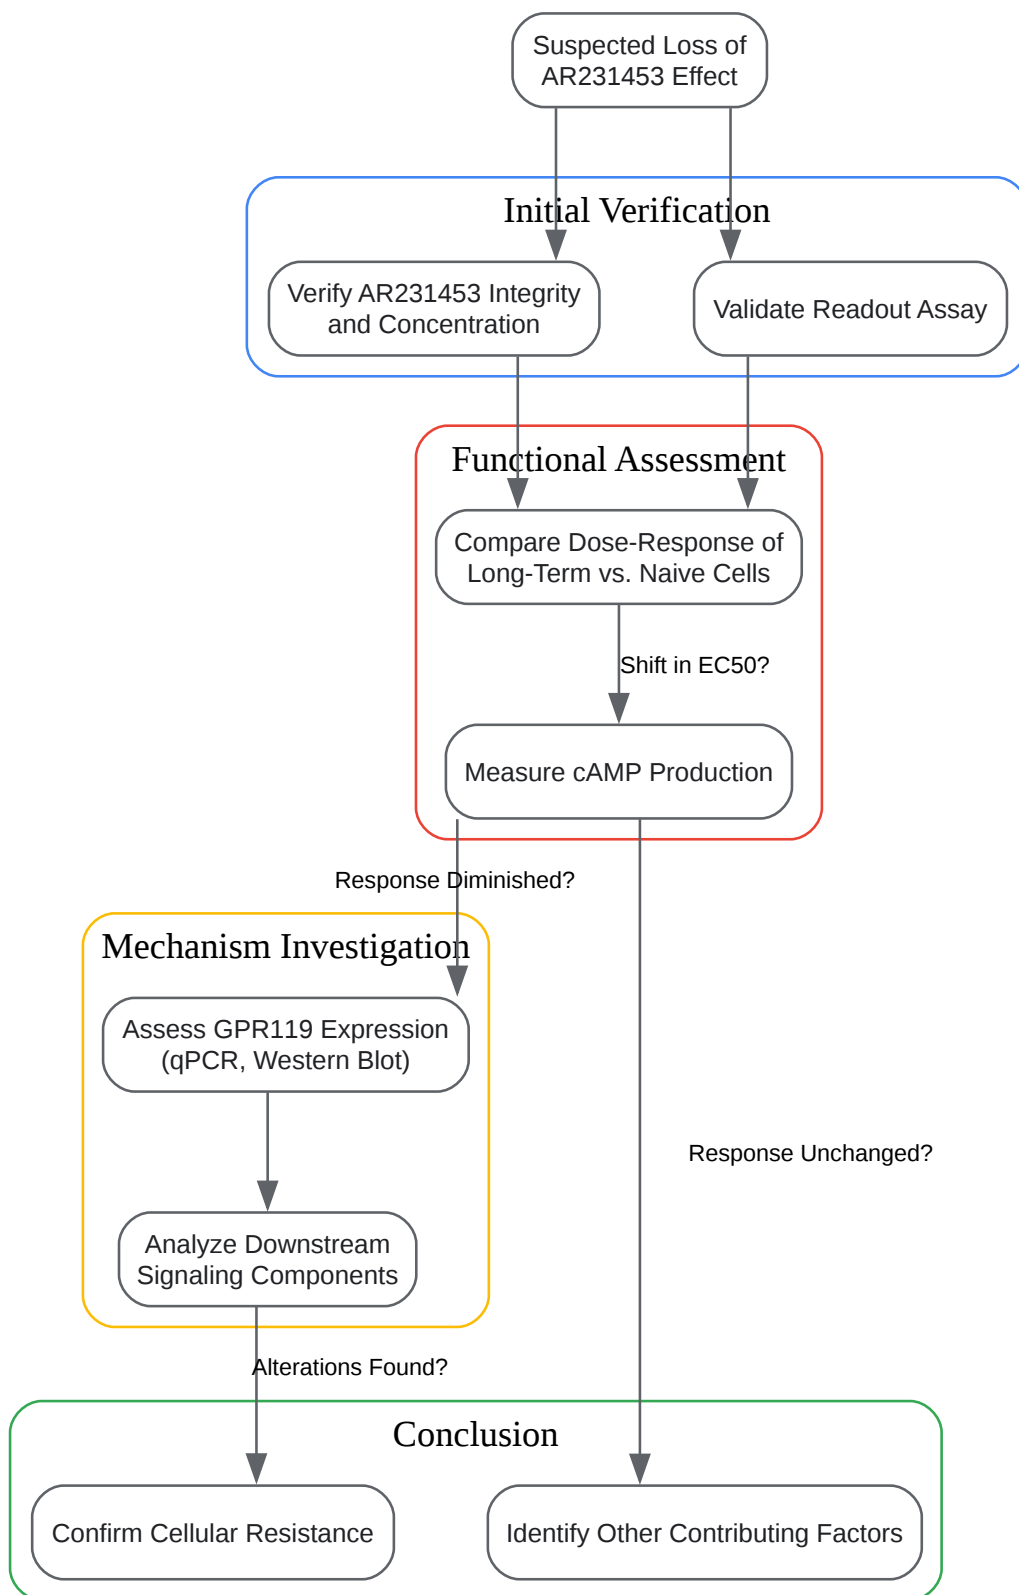 Suspected Loss of
AR231453 Effect
Initial Verification
Verify AR231453 Integrity
and Concentration
Validate Readout Assay
Functional Assessment
Compare Dose-Response of
Long-Term vs. Naive Cells
Shift in EC50?
Measure cAMP Production
Response Diminished?
Mechanism Investigation
Assess GPR119 Expression
(qPCR, Western Blot)
Response Unchanged?
Analyze Downstream
Signaling Components
Alterations Found?
Conclusion
Confirm Cellular Resistance
Identify Other Contributing Factors